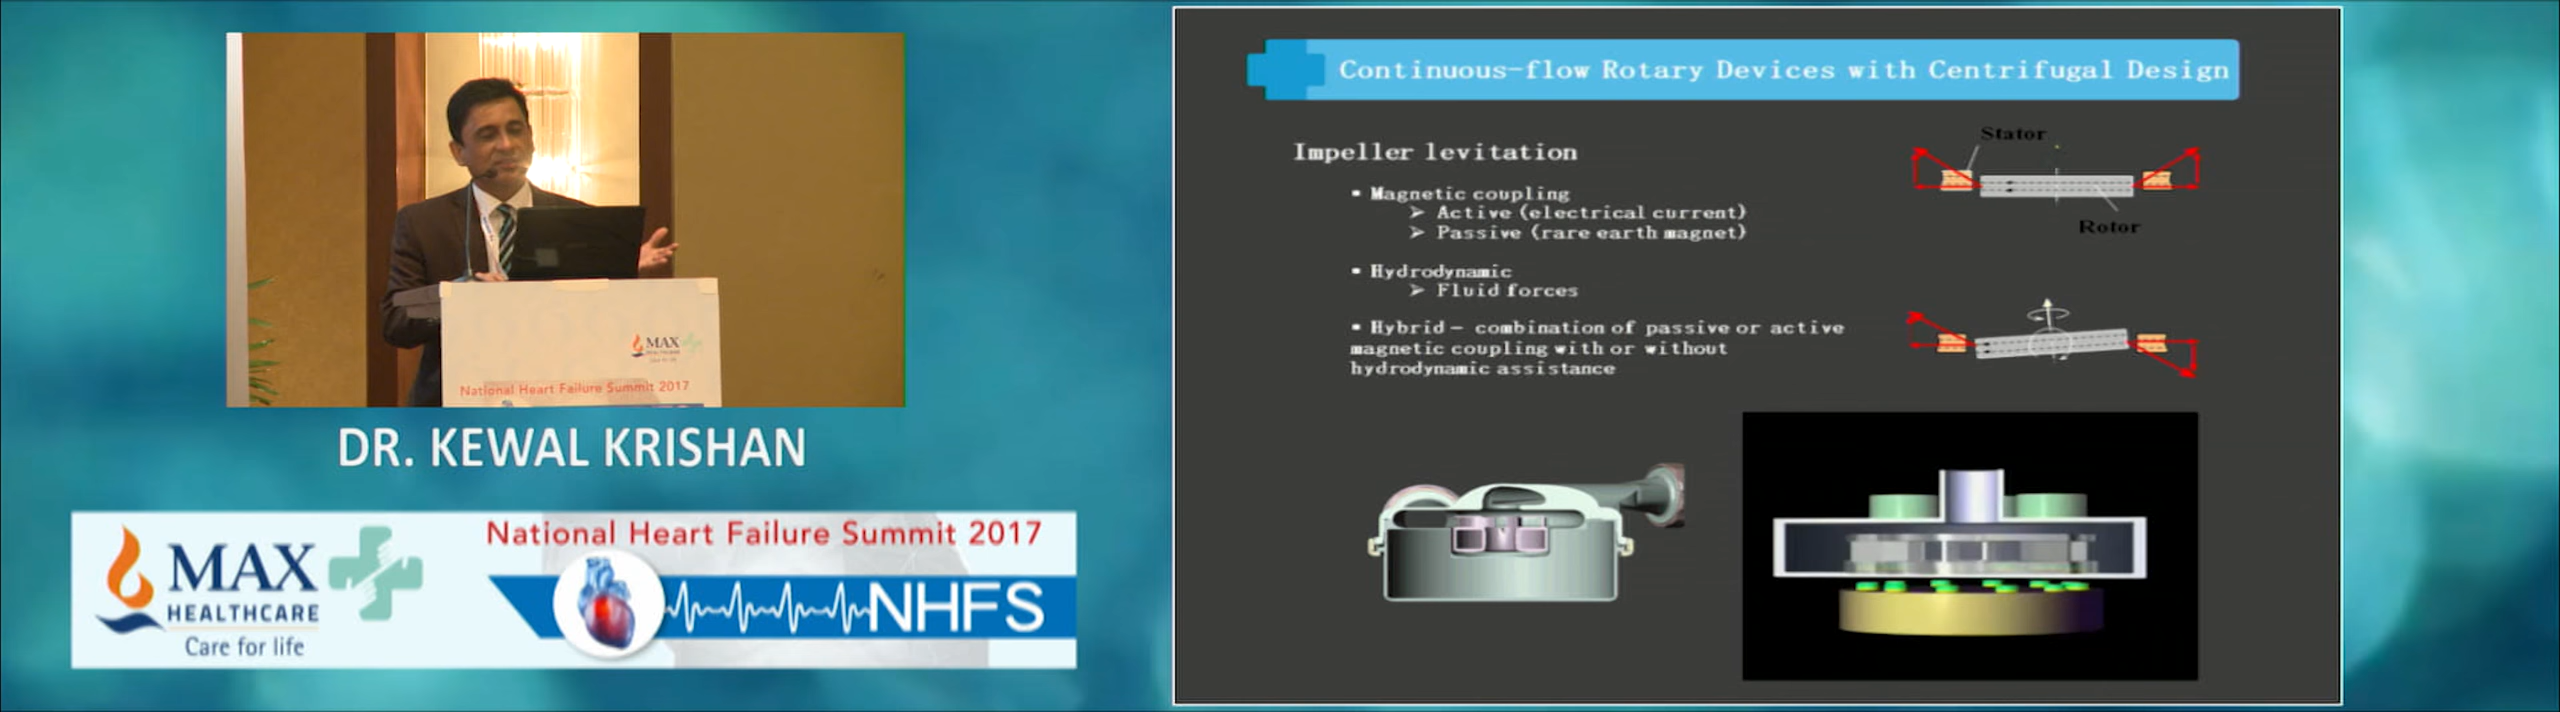 MAX
HEALTHCARE
National Heart Failure Summit 2017
DR. KEWAL KRISHAN
MAX
HEALTHCARE
Care for life
National Heart Failure Summit 2017
NHFS
Continuous-flow Rotary Devices with Centrifugal Design
Impeller levitation
▪ Magnetic coupling
➢ Active (electrical current)
➢ Passive (rare earth magnet)
▪ Hydrodynamic
➢ Fluid forces
▪ Hybrid – combination of passive or active
magnetic coupling with or without
hydrodynamic assistance
Stator
Rotor